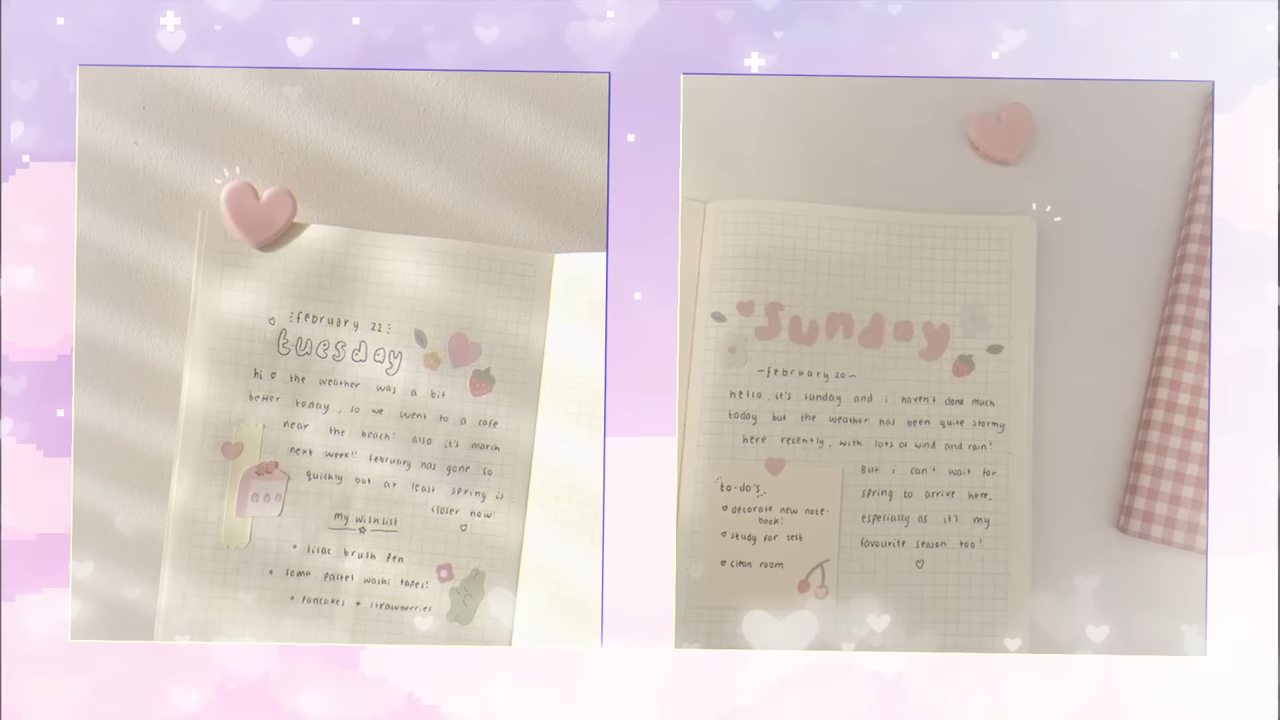 february 22
tuesday
hi the weather was a bit
better today, so we went to a cafe
near the beach! also it's march
next week!! february has gone so
quickly but at least spring is
closer now!
my wishlist
• lilac brush pen
• some pastel washi tapes!
• pancakes + strawberries
sunday
~february 20~
hello, it's sunday and i haven't done much
today but the weather has been quite stormy
here recently, with lots of wind and rain!
But i can't wait for
spring to arrive here,
especially as it's my
favourite season too!
to-do's
decorate new note-
book!
study for test
clean room